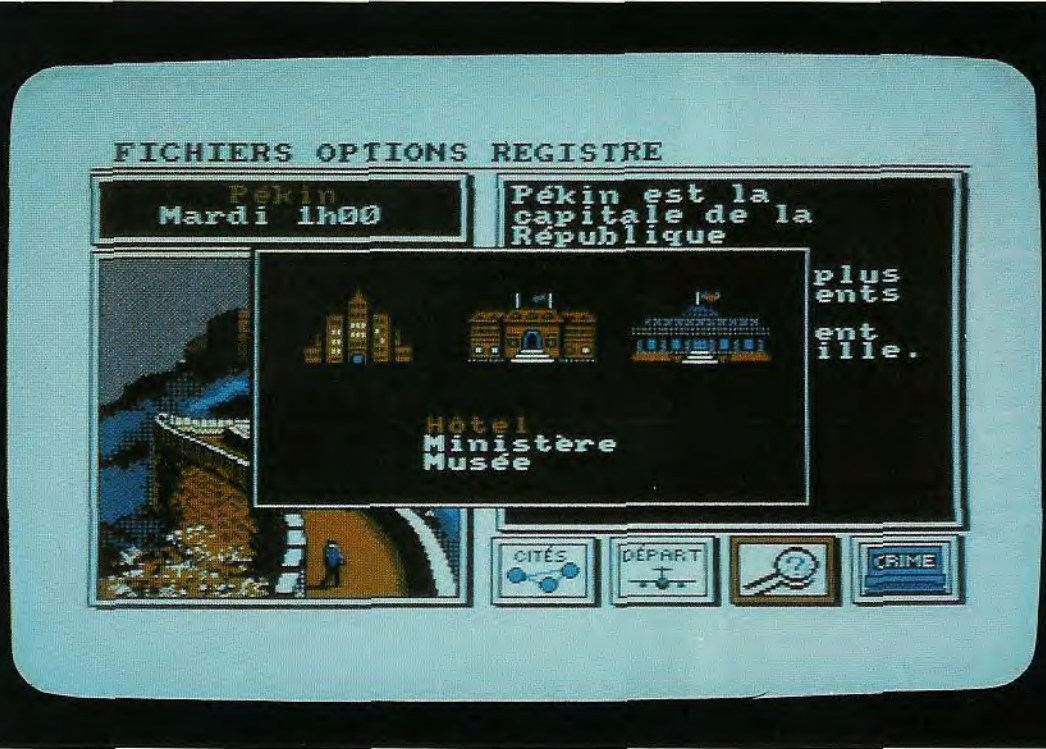 FICHIERS OPTIONS REGISTRE
Pékin
Mardi 1h00
Pékin est la
capitale de la
République
plus
ents
ent
ille.
Hôtel
Ministère
Musée
CITÉS
DÉPART
?
CRIME